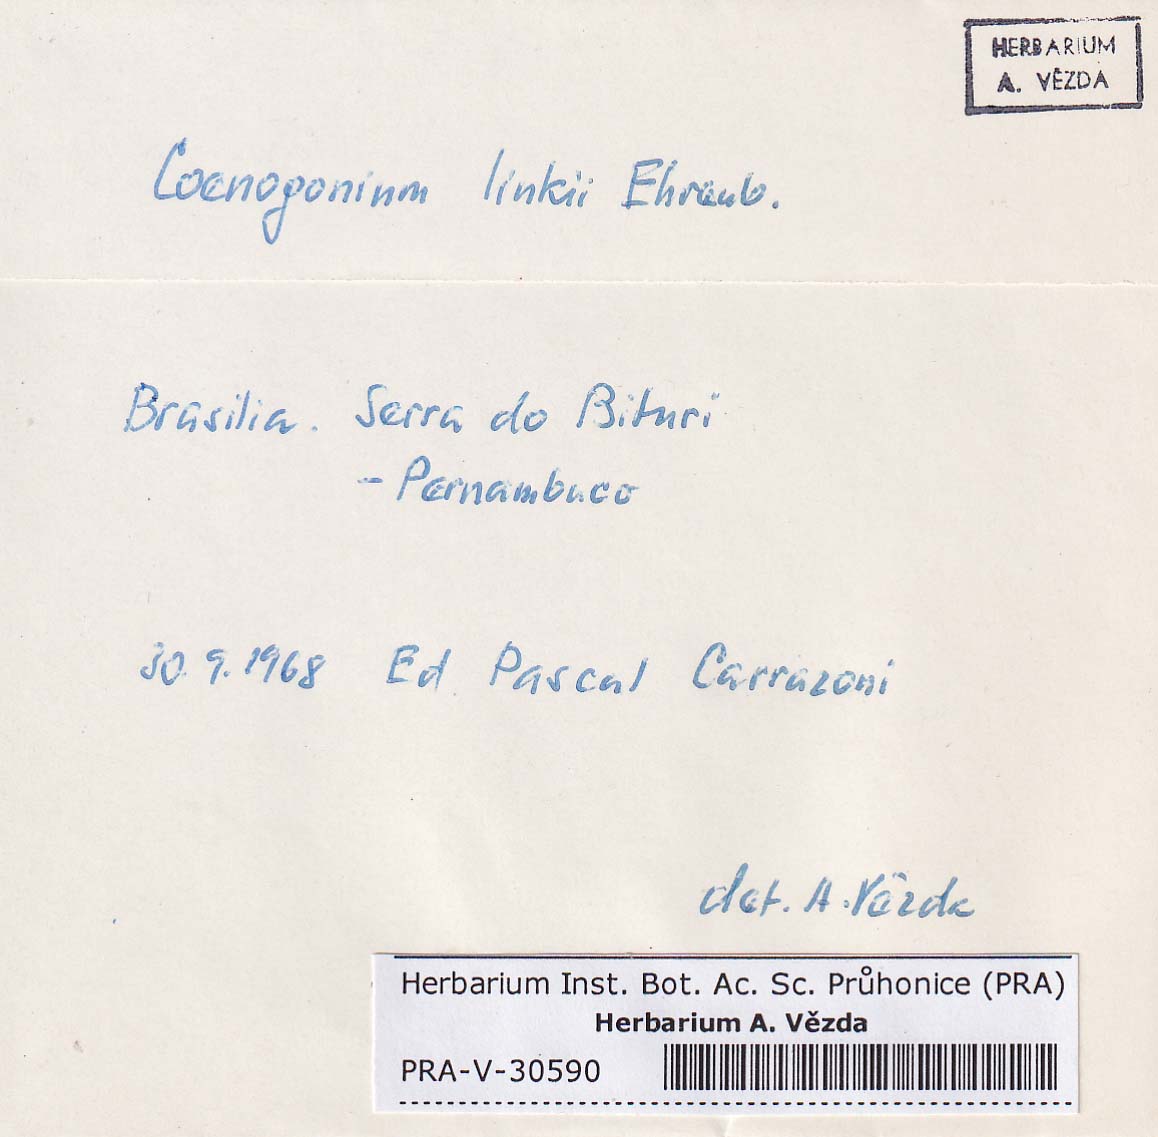 HERBARIUM
A. VĚZDA
Coenogonium linkii Ehrenb.
Brasilia. Serra do Bituri
- Pernambuco
30. 9. 1968 Ed. Pascal Carrazoni
det. A. Vězda
Herbarium Inst. Bot. Ac. Sc. Průhonice (PRA)
Herbarium A. Vězda
PRA-V-30590